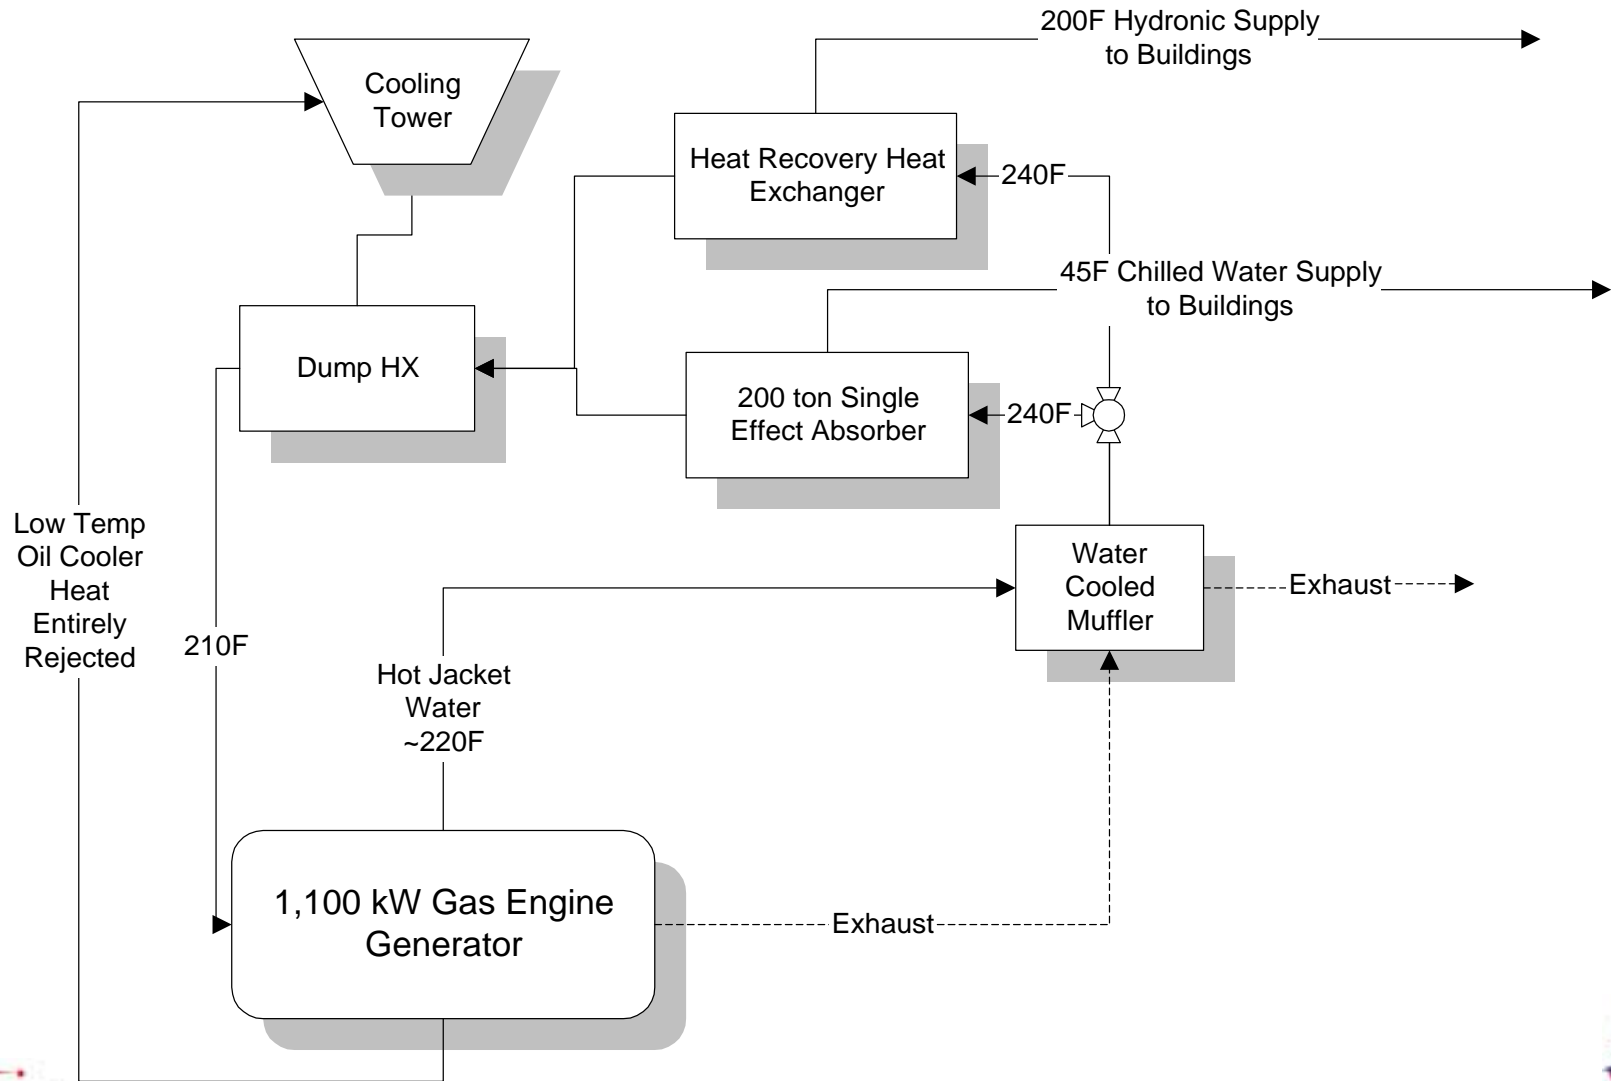 200F Hydronic Supply
to Buildings
Cooling
Tower
Heat Recovery Heat
Exchanger
240F
45F Chilled Water Supply
to Buildings
Dump HX
200 ton Single
Effect Absorber
240F
Low Temp
Oil Cooler
Heat
Entirely
Rejected
210F
Hot Jacket
Water
~220F
Water
Cooled
Muffler
Exhaust
1,100 kW Gas Engine
Generator
Exhaust